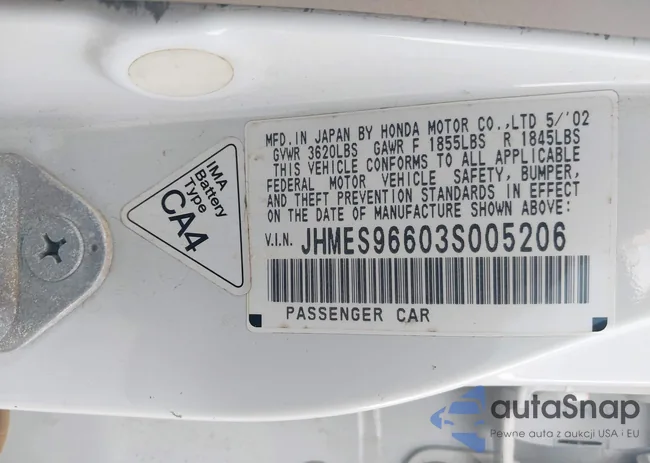 MFD.IN JAPAN BY HONDA MOTOR CO.,LTD 5/'02
GVWR 3620LBS GAWR F 1855LBS R 1845LBS
THIS VEHICLE CONFORMS TO ALL APPLICABLE
FEDERAL MOTOR VEHICLE SAFETY, BUMPER,
AND THEFT PREVENTION STANDARDS IN EFFECT
ON THE DATE OF MANUFACTURE SHOWN ABOVE:
V.I.N. JHMES96603S005206
PASSENGER CAR
IMA
Battery
Type
CA4
autaSnap
Pewne auta z aukcji USA i EU